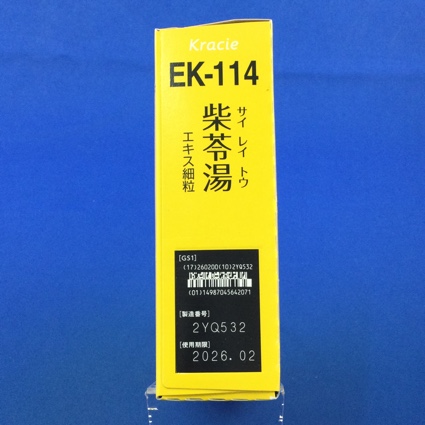 Kracie
EK-114
サイ レイ トウ
柴苓湯
エキス細粒
[GS1]
(17)260200(10)2YQ532
(01)14987045642071
[製造番号]
2YQ532
[使用期限]
2026.02